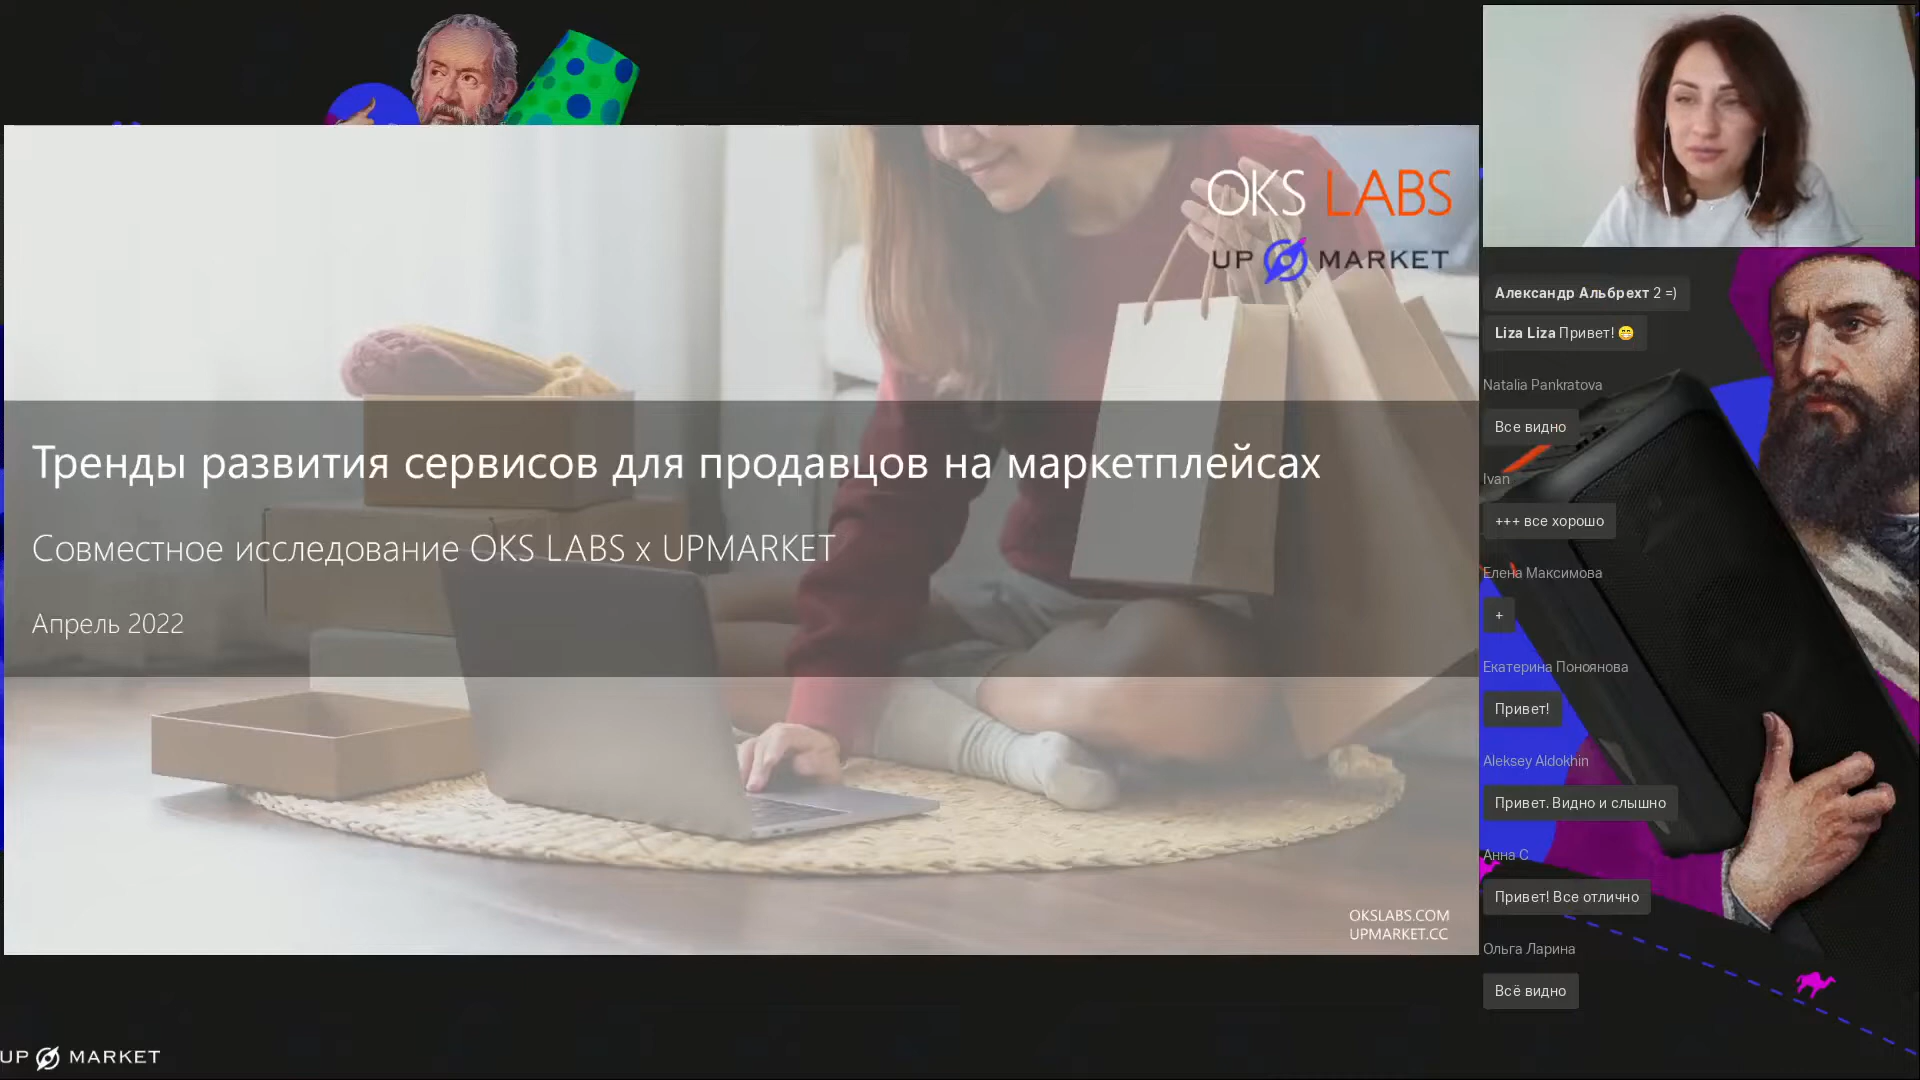 OKS LABS
UP MARKET
Тренды развития сервисов для продавцов на маркетплейсах
Совместное исследование OKS LABS x UPMARKET
Апрель 2022
OKSLABS.COM
UPMARKET.CC
UP MARKET
Александр Альбрехт 2 =)
Liza Liza Привет! 😁
Natalia Pankratova
Все видно
Ivan
+++ все хорошо
Елена Максимова
+
Екатерина Поноянова
Привет!
Aleksey Aldokhin
Привет. Видно и слышно
Анна С
Привет! Все отлично
Ольга Ларина
Всё видно